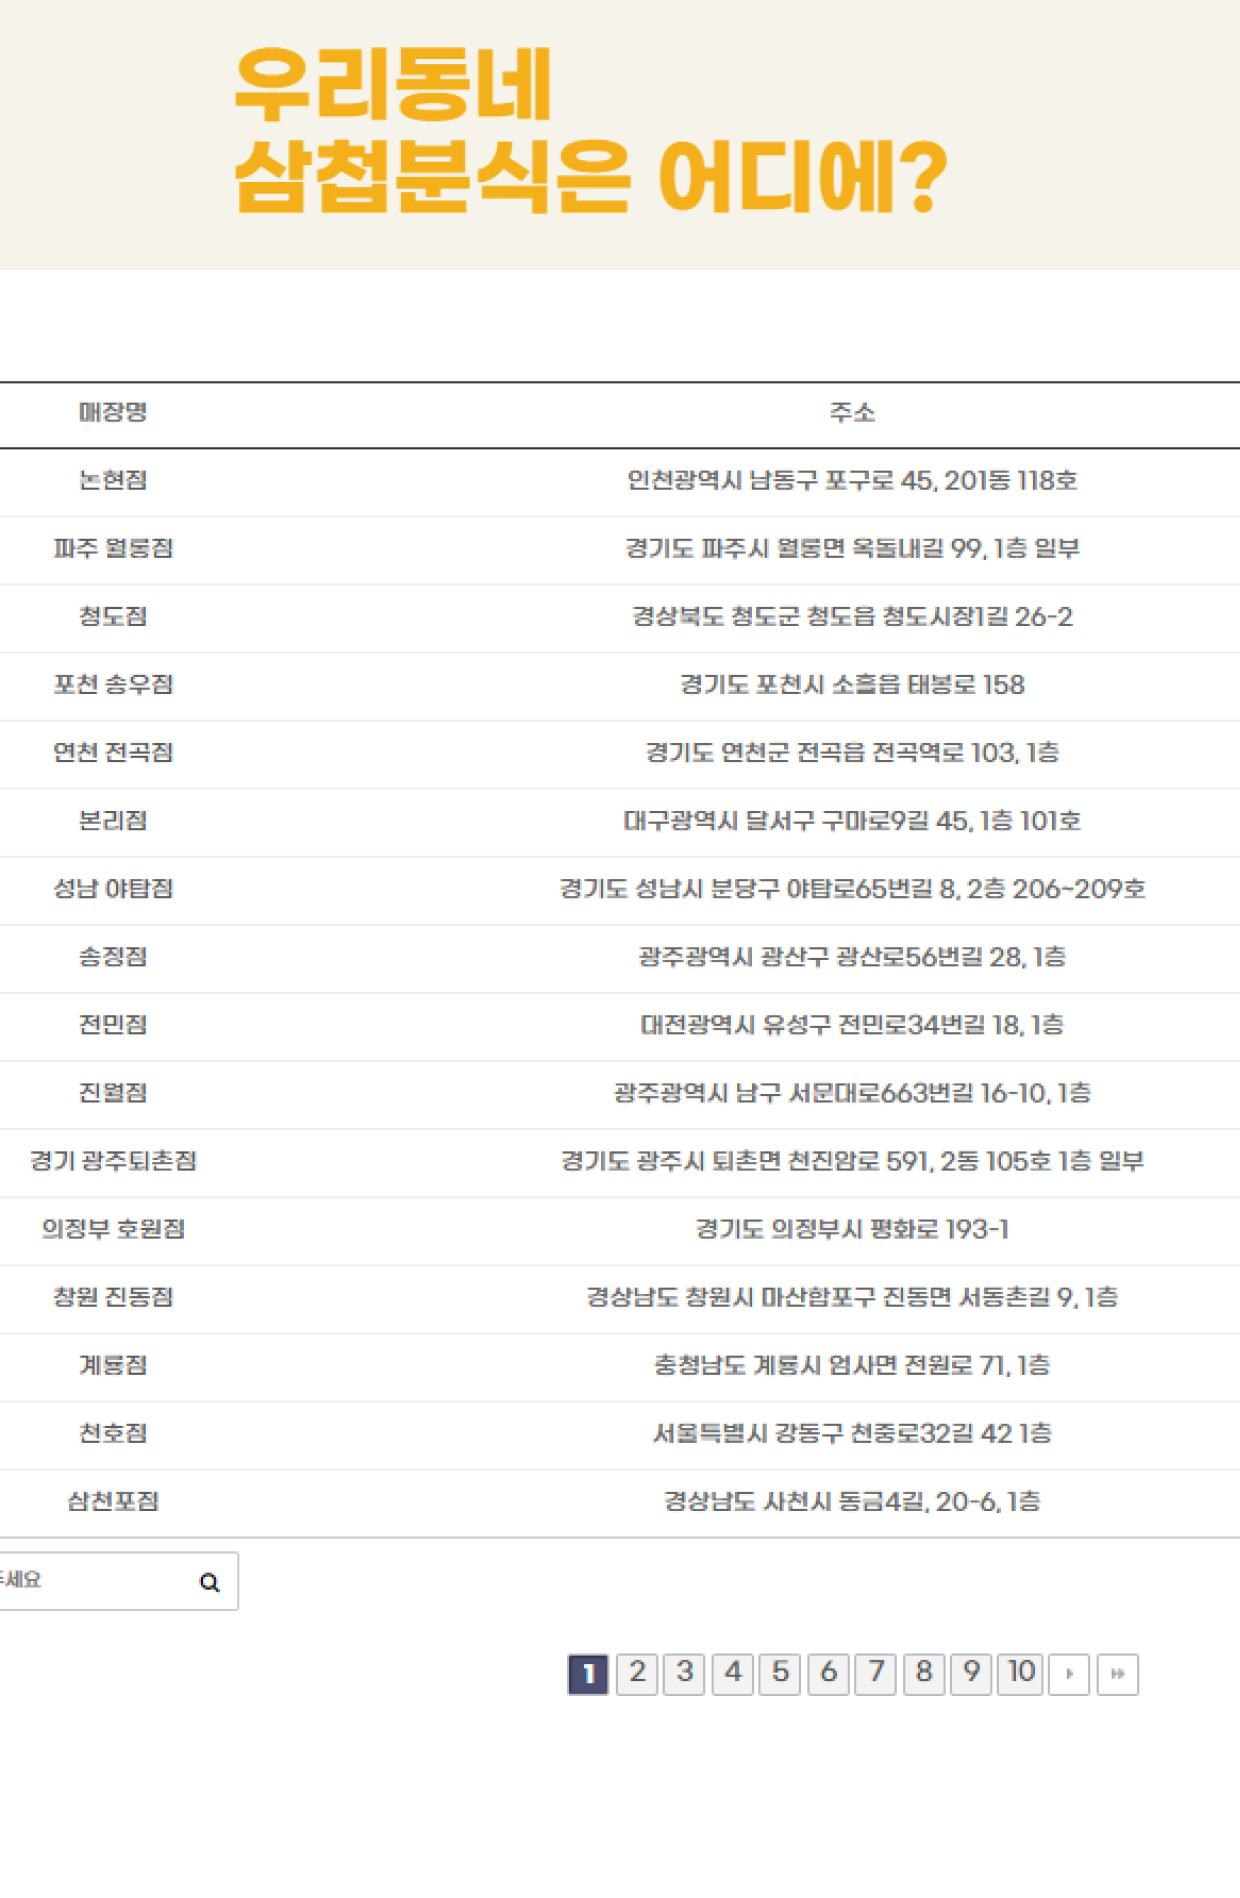 우리동네
삼첩분식은 어디에?
매장명 주소
논현점 인천광역시 남동구 포구로 45, 201동 118호
파주 월롱점 경기도 파주시 월롱면 옥돌내길 99, 1층 일부
청도점 경상북도 청도군 청도읍 청도시장1길 26-2
포천 송우점 경기도 포천시 소흘읍 태봉로 158
연천 전곡점 경기도 연천군 전곡읍 전곡역로 103, 1층
본리점 대구광역시 달서구 구마로9길 45, 1층 101호
성남 야탑점 경기도 성남시 분당구 야탑로65번길 8, 2층 206~209호
송정점 광주광역시 광산구 광산로56번길 28, 1층
전민점 대전광역시 유성구 전민로34번길 18, 1층
진월점 광주광역시 남구 서문대로663번길 16-10, 1층
경기 광주퇴촌점 경기도 광주시 퇴촌면 천진암로 591, 2동 105호 1층 일부
의정부 호원점 경기도 의정부시 평화로 193-1
창원 진동점 경상남도 창원시 마산합포구 진동면 서동촌길 9, 1층
계룡점 충청남도 계룡시 엄사면 전원로 71, 1층
천호점 서울특별시 강동구 천중로32길 42 1층
삼천포점 경상남도 사천시 동금4길, 20-6, 1층
세요
1 2 3 4 5 6 7 8 9 10